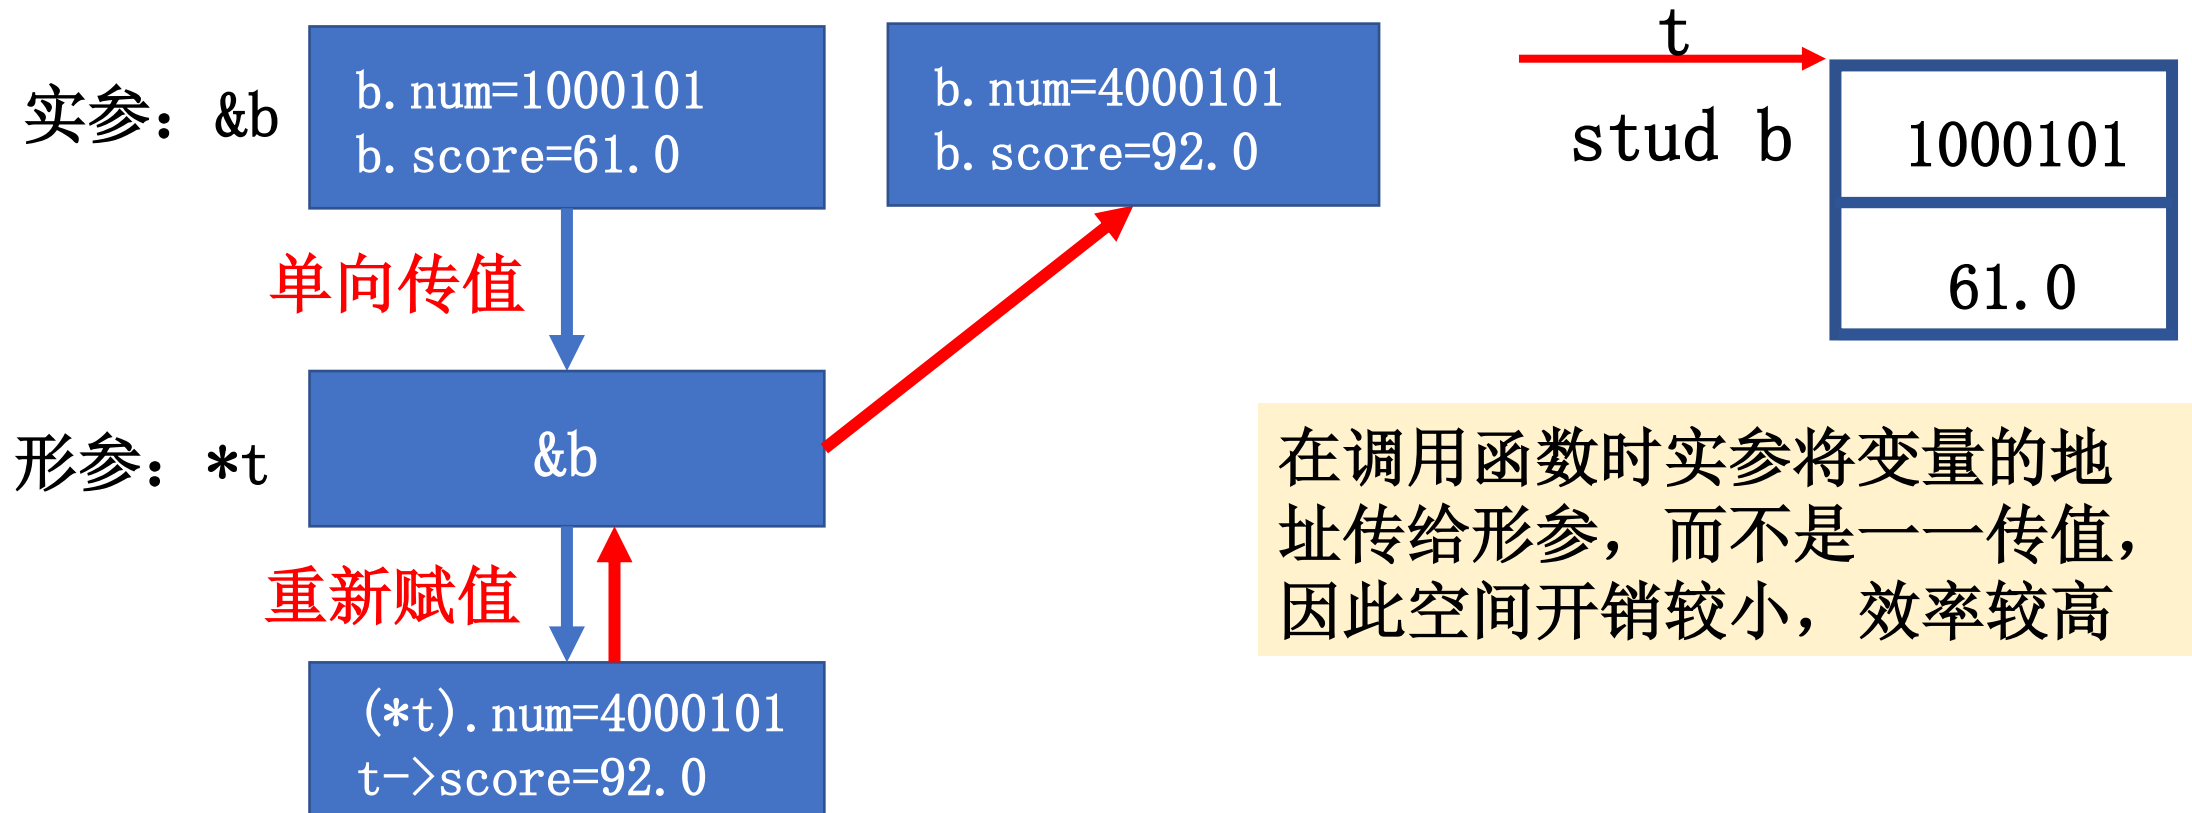 实参：&b
b.num=1000101
b.score=61.0
b.num=4000101
b.score=92.0
t
stud b
1000101
61.0
单向传值
形参：*t
&b
在调用函数时实参将变量的地
址传给形参，而不是一一传值，
因此空间开销较小，效率较高
重新赋值
(*t).num=4000101
t->score=92.0